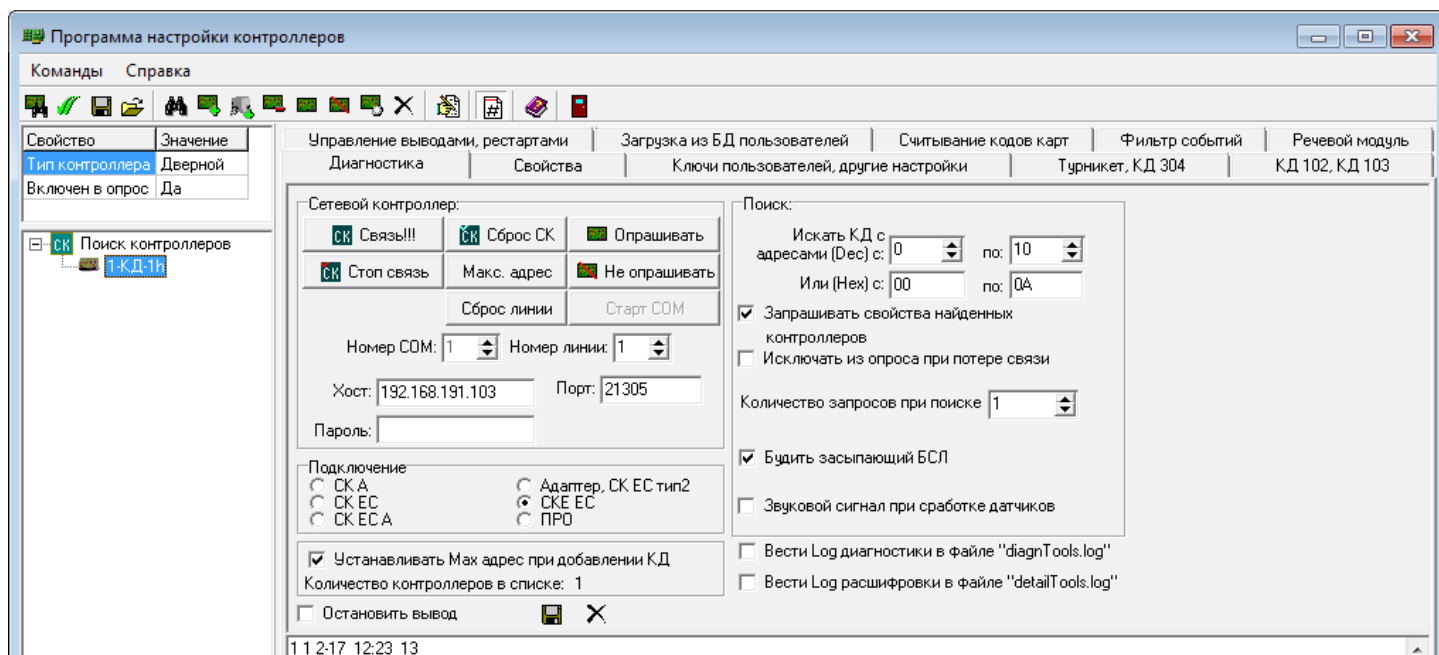 Программа настройки контроллеров
Команды Справка
Свойство Значение
Тип контроллера Дверной
Включен в опрос Да
СК Поиск контроллеров
1-КД-1h
Управление выводами, рестартами Загрузка из БД пользователей Считывание кодов карт Фильтр событий Речевой модуль
Диагностика Свойства Ключи пользователей, другие настройки Турникет, КД 304 КД 102, КД 103
Сетевой контроллер:
СК Связь!!! СК Сброс СК Опрашивать
СК Стоп связь Макс. адрес Не опрашивать
Сброс линии Старт COM
Номер COM: 1 Номер линии: 1
Хост: 192.168.191.103 Порт: 21305
Пароль:
Подключение
СК А Адаптер, СК ЕС тип2
СК ЕС СКЕ ЕС
СК ЕС А ПРО
Устанавливать Max адрес при добавлении КД
Количество контроллеров в списке: 1
Остановить вывод
Поиск:
Искать КД с
адресами (Dec) с: 0 по: 10
Или (Hex) с: 00 по: 0A
Запрашивать свойства найденных
контроллеров
Исключать из опроса при потере связи
Количество запросов при поиске 1
Будить засыпающий БСЛ
Звуковой сигнал при сработке датчиков
Вести Log диагностики в файле "diagnTools.log"
Вести Log расшифровки в файле "detailTools.log"
1 1 2-17 12:23 13